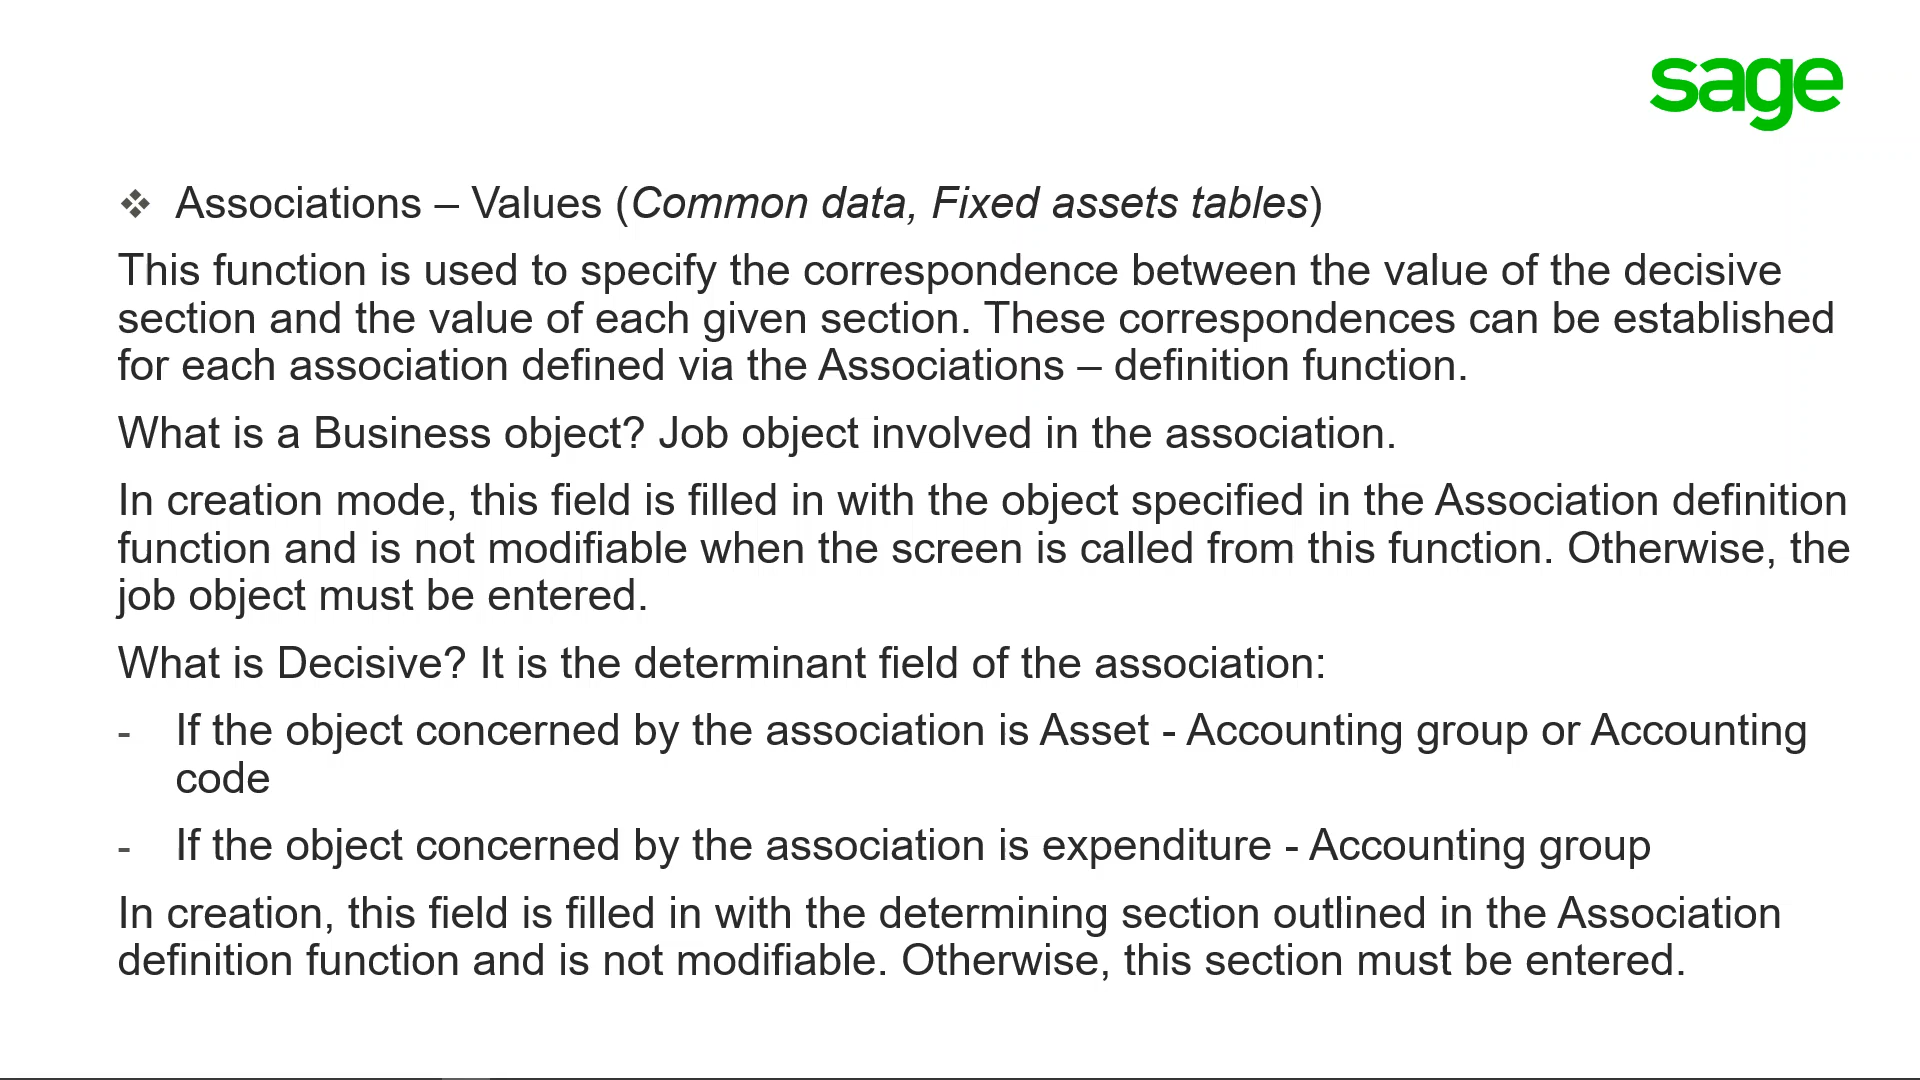 sage
❖ Associations – Values (Common data, Fixed assets tables)
This function is used to specify the correspondence between the value of the decisive
section and the value of each given section. These correspondences can be established
for each association defined via the Associations – definition function.
What is a Business object? Job object involved in the association.
In creation mode, this field is filled in with the object specified in the Association definition
function and is not modifiable when the screen is called from this function. Otherwise, the
job object must be entered.
What is Decisive? It is the determinant field of the association:
- If the object concerned by the association is Asset - Accounting group or Accounting
code
- If the object concerned by the association is expenditure - Accounting group
In creation, this field is filled in with the determining section outlined in the Association
definition function and is not modifiable. Otherwise, this section must be entered.